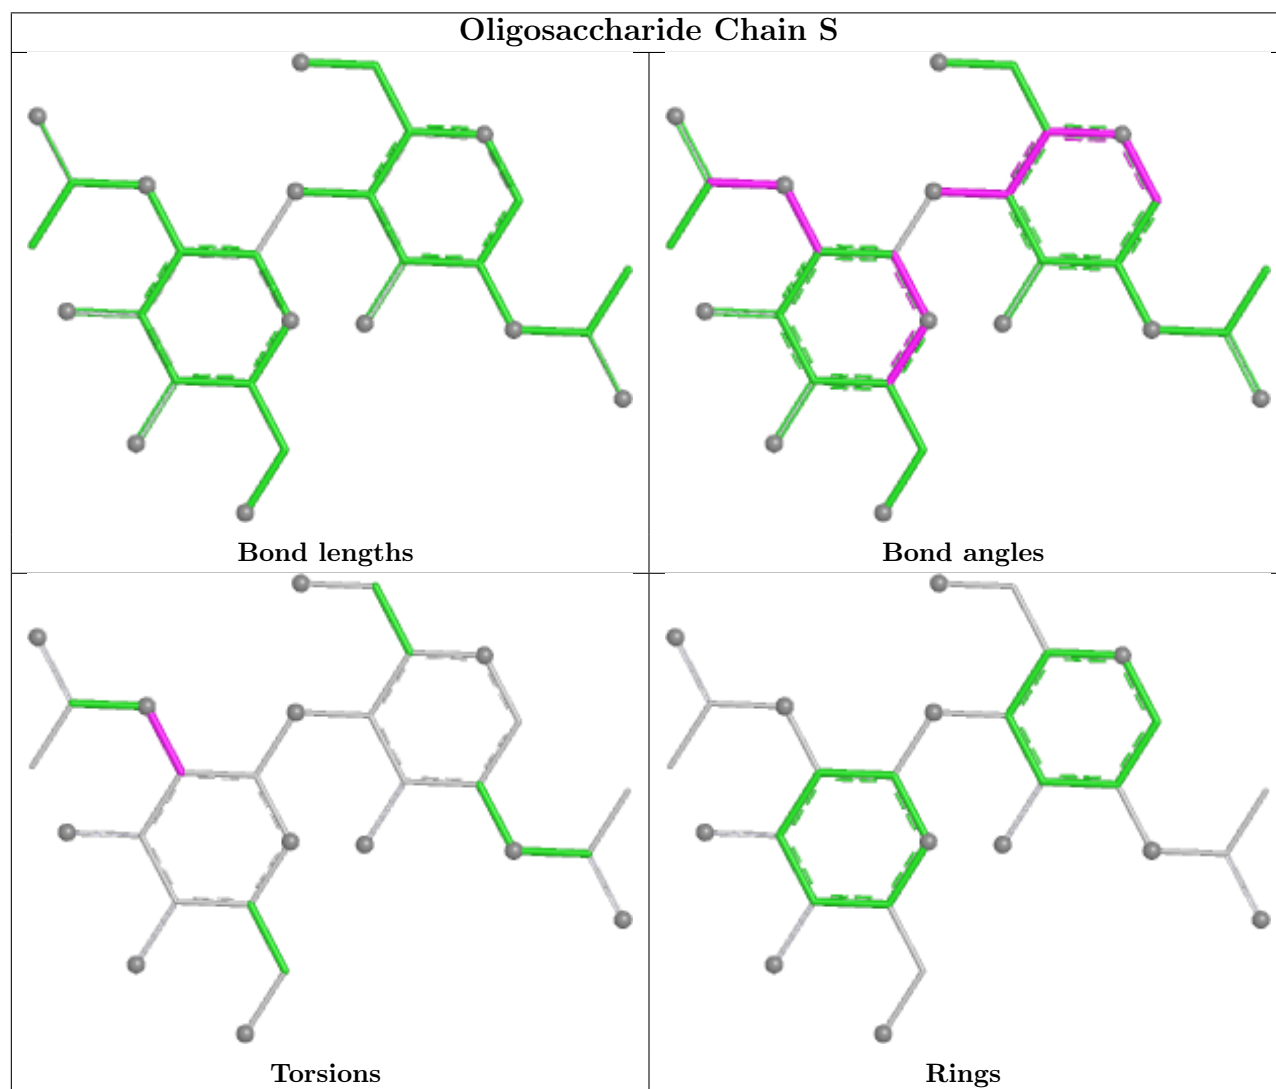 Oligosaccharide Chain S
Bond lengths
Bond angles
Torsions
Rings